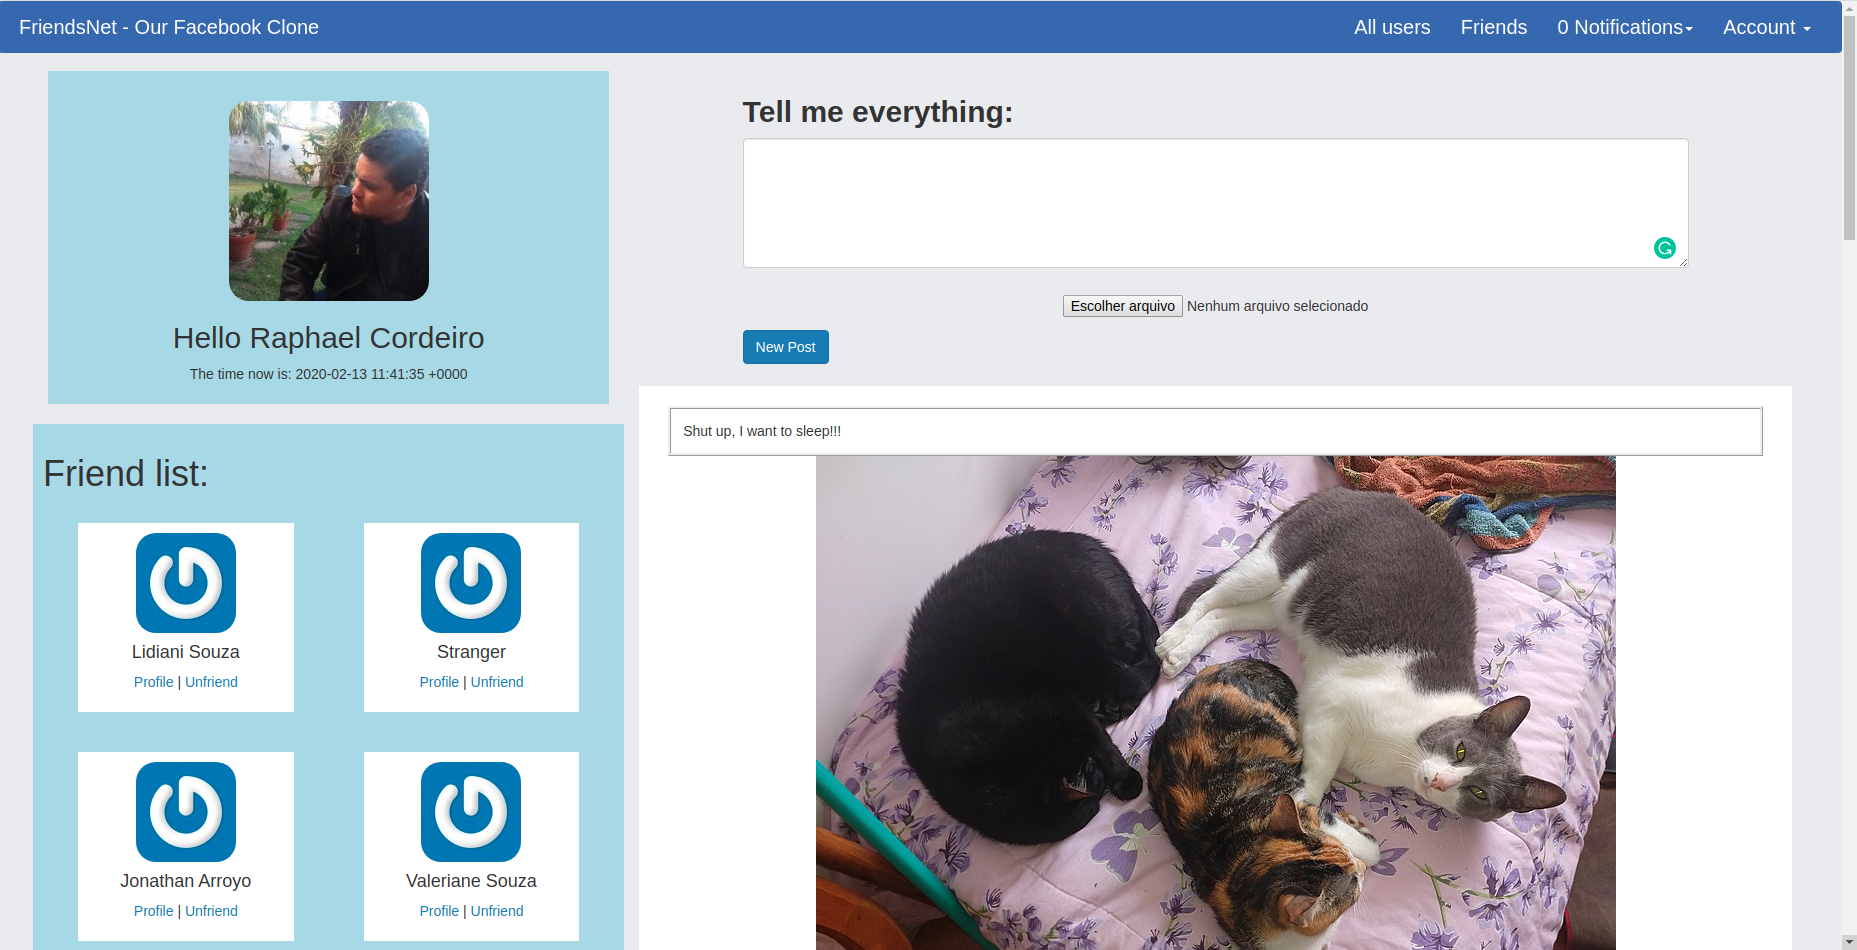 FriendsNet - Our Facebook Clone
All users Friends 0 Notifications Account
Hello Raphael Cordeiro
The time now is: 2020-02-13 11:41:35 +0000
Friend list:
Lidiani Souza
Profile | Unfriend
Stranger
Profile | Unfriend
Jonathan Arroyo
Profile | Unfriend
Valeriane Souza
Profile | Unfriend
Tell me everything:
Escolher arquivo Nenhum arquivo selecionado
New Post
Shut up, I want to sleep!!!